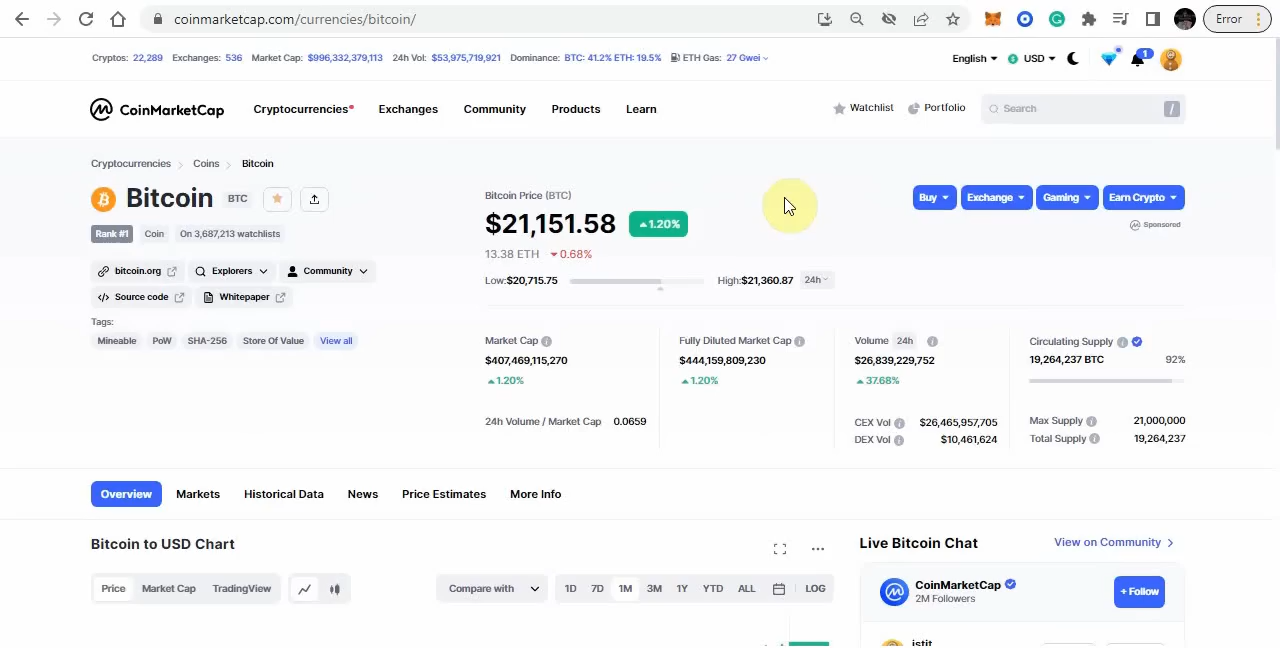 coinmarketcap.com/currencies/bitcoin/
Error
Cryptos: 22,289 Exchanges: 536 Market Cap: $996,332,379,113 24h Vol: $53,975,719,921 Dominance: BTC: 41.2% ETH: 19.5% ETH Gas: 27 Gwei
English USD 1
CoinMarketCap Cryptocurrencies Exchanges Community Products Learn
Watchlist Portfolio Search /
Cryptocurrencies Coins Bitcoin
Bitcoin BTC
Rank #1 Coin On 3,687,213 watchlists
bitcoin.org Explorers Community
Source code Whitepaper
Tags:
Mineable PoW SHA-256 Store Of Value View all
Bitcoin Price (BTC)
$21,151.58 1.20%
13.38 ETH 0.68%
Low:$20,715.75 High:$21,360.87 24h
Buy Exchange Gaming Earn Crypto
Sponsored
Market Cap
$407,469,115,270
1.20%
24h Volume / Market Cap 0.0659
Fully Diluted Market Cap
$444,159,809,230
1.20%
Volume 24h
$26,839,229,752
37.68%
CEX Vol $26,465,957,705
DEX Vol $10,461,624
Circulating Supply
19,264,237 BTC 92%
Max Supply 21,000,000
Total Supply 19,264,237
Overview Markets Historical Data News Price Estimates More Info
Bitcoin to USD Chart
Price Market Cap TradingView
Compare with 1D 7D 1M 3M 1Y YTD ALL LOG
Live Bitcoin Chat View on Community
CoinMarketCap
2M Followers
+ Follow
istit